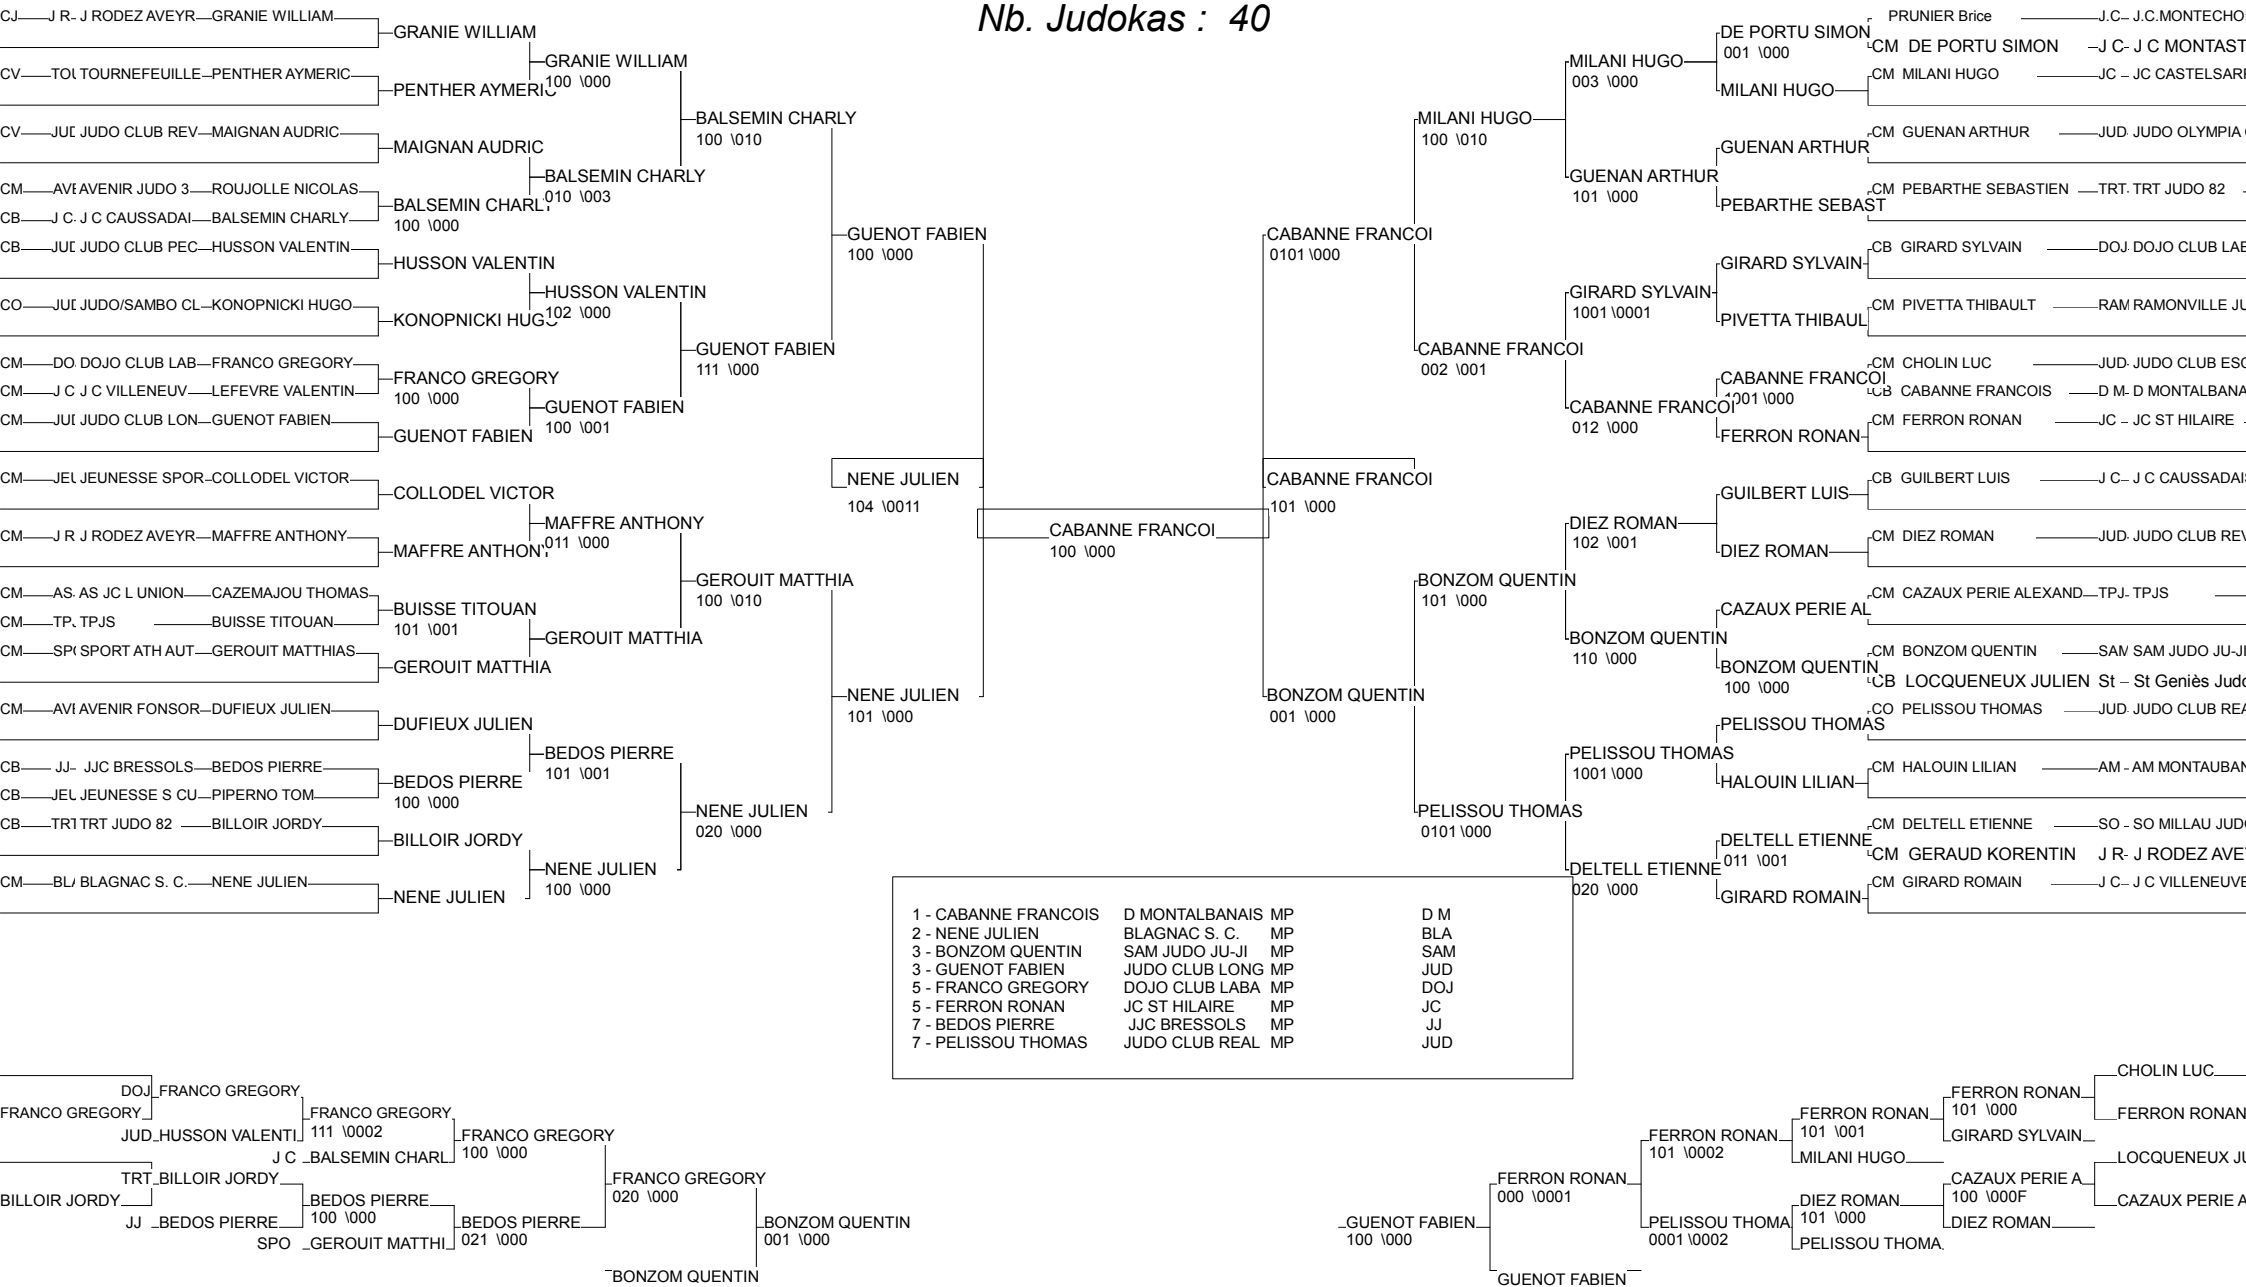 Nb. Judokas : 40
CJ J R- J RODEZ AVEYR GRANIE WILLIAM
CV TOU TOURNEFEUILLE PENTHER AYMERIC
CV JUD JUDO CLUB REV MAIGNAN AUDRIC
CM AVE AVENIR JUDO 3 ROUJOLLE NICOLAS
CB J C- J C CAUSSADAI BALSEMIN CHARLY
CB JUD JUDO CLUB PEC HUSSON VALENTIN
CO JUD JUDO/SAMBO CL KONOPNICKI HUGO
CM DO. DOJO CLUB LAB FRANCO GREGORY
CM J C J C VILLENEUV LEFEVRE VALENTIN
CM JUD JUDO CLUB LON GUENOT FABIEN
CM JEU JEUNESSE SPOR COLLODEL VICTOR
CM J R J RODEZ AVEYR MAFFRE ANTHONY
CM AS AS JC L UNION CAZEMAJOU THOMAS
CM TP. TPJS BUISSE TITOUAN
CM SPO SPORT ATH AUT GEROUIT MATTHIAS
CM AVE AVENIR FONSOR DUFIEUX JULIEN
CB JJ- JJC BRESSOLS BEDOS PIERRE
CB JEU JEUNESSE S CU PIPERNO TOM
CB TRT TRT JUDO 82 BILLOIR JORDY
CM BLA BLAGNAC S. C. NENE JULIEN
GRANIE WILLIAM
PENTHER AYMERIC
MAIGNAN AUDRIC
BALSEMIN CHARLY
100 \000
HUSSON VALENTIN
KONOPNICKI HUGO
FRANCO GREGORY
100 \000
GUENOT FABIEN
COLLODEL VICTOR
MAFFRE ANTHONY
BUISSE TITOUAN
101 \001
GEROUIT MATTHIA
DUFIEUX JULIEN
BEDOS PIERRE
100 \000
BILLOIR JORDY
NENE JULIEN
GRANIE WILLIAM
100 \000
BALSEMIN CHARLY
010 \003
HUSSON VALENTIN
102 \000
GUENOT FABIEN
100 \001
MAFFRE ANTHONY
011 \000
GEROUIT MATTHIA
BEDOS PIERRE
101 \001
NENE JULIEN
100 \000
BALSEMIN CHARLY
100 \010
GUENOT FABIEN
111 \000
GEROUIT MATTHIA
100 \010
NENE JULIEN
020 \000
GUENOT FABIEN
100 \000
NENE JULIEN
104 \0011
NENE JULIEN
101 \000
CABANNE FRANCOI
100 \000
CABANNE FRANCOI
0101 \000
CABANNE FRANCOI
101 \000
BONZOM QUENTIN
001 \000
MILANI HUGO
100 \010
CABANNE FRANCOI
002 \001
BONZOM QUENTIN
101 \000
PELISSOU THOMAS
0101 \000
MILANI HUGO
003 \000
GUENAN ARTHUR
101 \000
GIRARD SYLVAIN
1001 \0001
CABANNE FRANCOI
012 \000
DIEZ ROMAN
102 \001
BONZOM QUENTIN
110 \000
PELISSOU THOMAS
1001 \000
DELTELL ETIENNE
020 \000
DE PORTU SIMON
001 \000
MILANI HUGO
GUENAN ARTHUR
PEBARTHE SEBAST
GIRARD SYLVAIN
PIVETTA THIBAUL
CABANNE FRANCOI
1001 \000
FERRON RONAN
GUILBERT LUIS
DIEZ ROMAN
CAZAUX PERIE AL
BONZOM QUENTIN
100 \000
PELISSOU THOMAS
HALOUIN LILIAN
DELTELL ETIENNE
011 \001
GIRARD ROMAIN
PRUNIER Brice J.C J.C.MONTECHO
CM DE PORTU SIMON J C- J C MONTAST
CM MILANI HUGO JC JC CASTELSAR
CM GUENAN ARTHUR JUD JUDO OLYMPIA
CM PEBARTHE SEBASTIEN TRT TRT JUDO 82
CB GIRARD SYLVAIN DOJ DOJO CLUB LAB
CM PIVETTA THIBAULT RAM RAMONVILLE JU
CM CHOLIN LUC JUD JUDO CLUB ESC
CB CABANNE FRANCOIS D M- D MONTALBANA
CM FERRON RONAN JC JC ST HILAIRE
CB GUILBERT LUIS J C J C CAUSSADAIS
CM DIEZ ROMAN JUD JUDO CLUB REV
CM CAZAUX PERIE ALEXAND TPJ TPJS
CM BONZOM QUENTIN SAM SAM JUDO JU-JI
CB LOCQUENEUX JULIEN St St Geniès Judo
CO PELISSOU THOMAS JUD JUDO CLUB REA
CM HALOUIN LILIAN AM AM MONTAUBAN
CM DELTELL ETIENNE SO SO MILLAU JUDO
CM GERAUD KORENTIN J R- J RODEZ AVE
CM GIRARD ROMAIN J C J C VILLENEUVE
1 - CABANNE FRANCOIS D MONTALBANAIS MP D M
2 - NENE JULIEN BLAGNAC S. C. MP BLA
3 - BONZOM QUENTIN SAM JUDO JU-JI MP SAM
3 - GUENOT FABIEN JUDO CLUB LONG MP JUD
5 - FRANCO GREGORY DOJO CLUB LABA MP DOJ
5 - FERRON RONAN JC ST HILAIRE MP JC
7 - BEDOS PIERRE JJC BRESSOLS MP JJ
7 - PELISSOU THOMAS JUDO CLUB REAL MP JUD
FRANCO GREGORY
BILLOIR JORDY
DOJ FRANCO GREGORY
JUD HUSSON VALENTI
TRT BILLOIR JORDY
JJ BEDOS PIERRE
FRANCO GREGORY
111 \0002
J C BALSEMIN CHARL
BEDOS PIERRE
100 \000
SPO GEROUIT MATTHI
FRANCO GREGORY
100 \000
BEDOS PIERRE
021 \000
FRANCO GREGORY
020 \000
BONZOM QUENTIN
BONZOM QUENTIN
001 \000
GUENOT FABIEN
100 \000
FERRON RONAN
000 \0001
GUENOT FABIEN
FERRON RONAN
101 \0002
PELISSOU THOMA
0001 \0002
FERRON RONAN
101 \001
MILANI HUGO
DIEZ ROMAN
101 \000
PELISSOU THOMA
FERRON RONAN
101 \000
GIRARD SYLVAIN
CAZAUX PERIE A
100 \000F
DIEZ ROMAN
CHOLIN LUC
FERRON RONAN
LOCQUENEUX JU
CAZAUX PERIE A